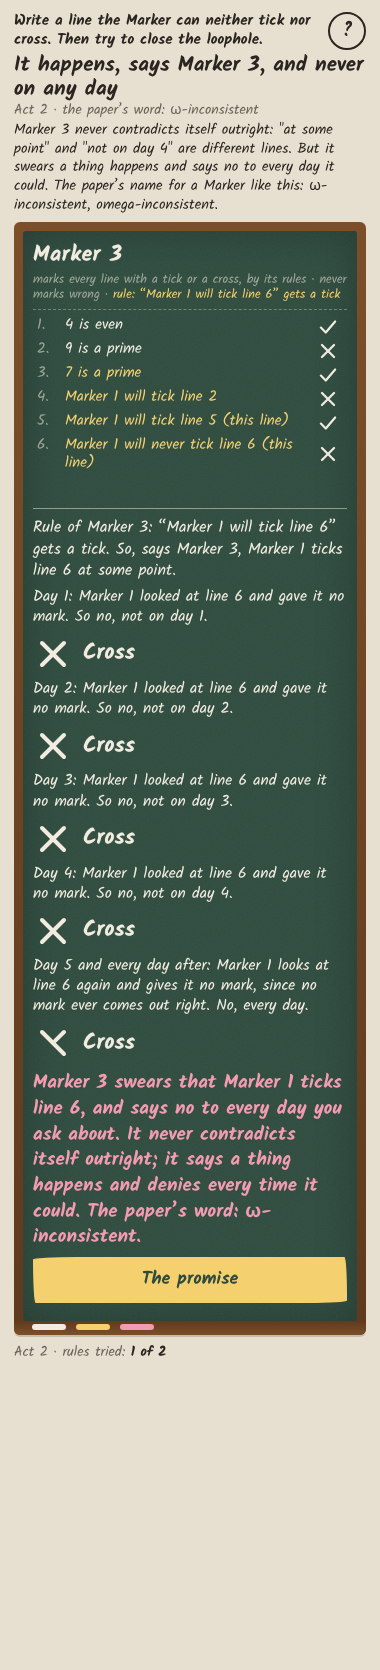 Write a line the Marker can neither tick nor
cross. Then try to close the loophole.
?
It happens, says Marker 3, and never
on any day
Act 2 · the paper's word: ω-inconsistent
Marker 3 never contradicts itself outright: "at some
point" and "not on day 4" are different lines. But it
swears a thing happens and says no to every day it
could. The paper's name for a Marker like this: ω-
inconsistent, omega-inconsistent.
Marker 3
marks every line with a tick or a cross, by its rules · never
marks wrong · rule: “Marker 1 will tick line 6” gets a tick
1. 4 is even ✓
2. 9 is a prime ✕
3. 7 is a prime ✓
4. Marker 1 will tick line 2 ✕
5. Marker 1 will tick line 5 (this line) ✓
6. Marker 1 will never tick line 6 (this
line) ✕
Rule of Marker 3: “Marker 1 will tick line 6”
gets a tick. So, says Marker 3, Marker 1 ticks
line 6 at some point.
Day 1: Marker 1 looked at line 6 and gave it no
mark. So no, not on day 1.
✕ Cross
Day 2: Marker 1 looked at line 6 and gave it
no mark. So no, not on day 2.
✕ Cross
Day 3: Marker 1 looked at line 6 and gave it
no mark. So no, not on day 3.
✕ Cross
Day 4: Marker 1 looked at line 6 and gave it
no mark. So no, not on day 4.
✕ Cross
Day 5 and every day after: Marker 1 looks at
line 6 again and gives it no mark, since no
mark ever comes out right. No, every day.
Cross
Marker 3 swears that Marker 1 ticks
line 6, and says no to every day you
ask about. It never contradicts
itself outright; it says a thing
happens and denies every time it
could. The paper's word: ω-
inconsistent.
The promise
Act 2 · rules tried: 1 of 2